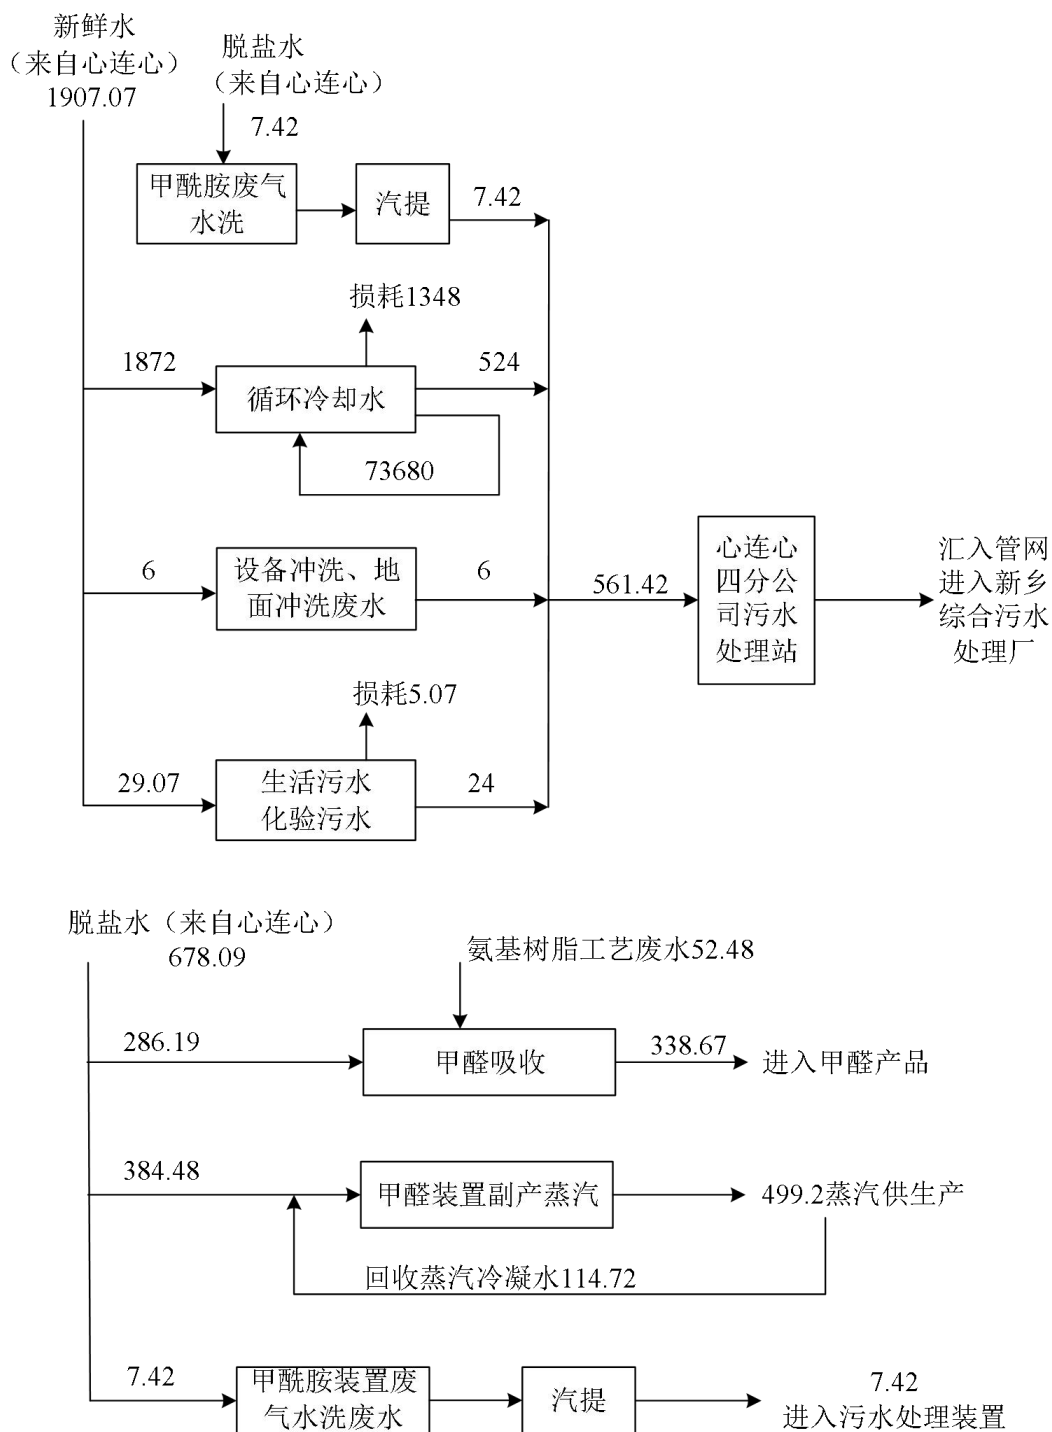 新鲜水
（来自心连心）
1907.07
脱盐水
（来自心连心）
7.42
甲酰胺废气
水洗
汽提
7.42
损耗1348
1872
循环冷却水
524
73680
6
设备冲洗、地
面冲洗废水
6
561.42
心连心
四分公
司污水
处理站
汇入管网
进入新乡
综合污水
处理厂
损耗5.07
29.07
生活污水
化验污水
24
脱盐水（来自心连心）
678.09
氨基树脂工艺废水52.48
286.19
甲醛吸收
338.67
进入甲醛产品
384.48
甲醛装置副产蒸汽
499.2蒸汽供生产
回收蒸汽冷凝水114.72
7.42
甲酰胺装置废
气水洗废水
汽提
7.42
进入污水处理装置